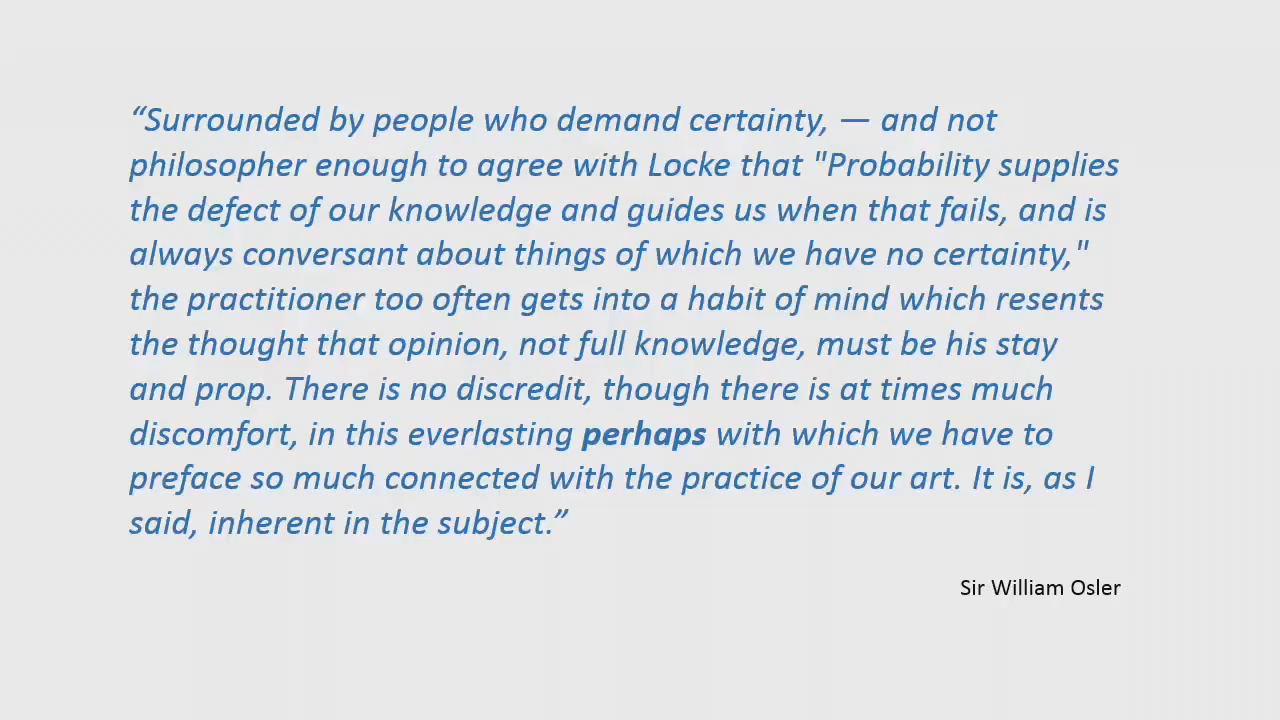 “Surrounded by people who demand certainty, — and not
philosopher enough to agree with Locke that "Probability supplies
the defect of our knowledge and guides us when that fails, and is
always conversant about things of which we have no certainty,"
the practitioner too often gets into a habit of mind which resents
the thought that opinion, not full knowledge, must be his stay
and prop. There is no discredit, though there is at times much
discomfort, in this everlasting perhaps with which we have to
preface so much connected with the practice of our art. It is, as I
said, inherent in the subject.”
Sir William Osler